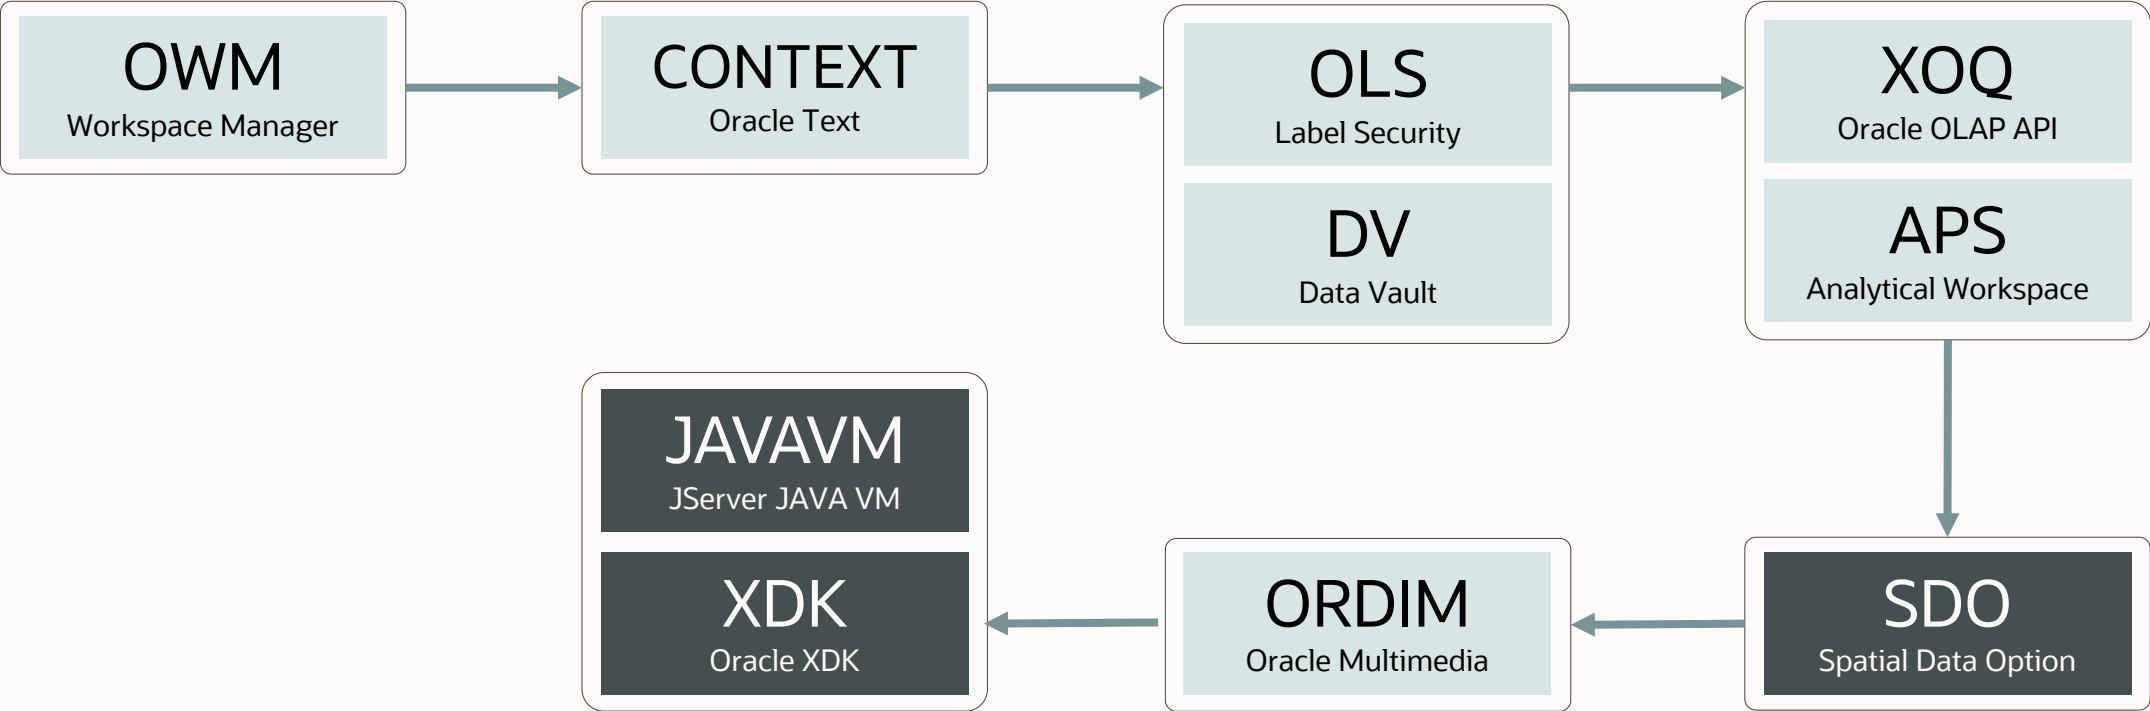 OWM
Workspace Manager
CONTEXT
Oracle Text
OLS
Label Security
DV
Data Vault
XOQ
Oracle OLAP API
APS
Analytical Workspace
SDO
Spatial Data Option
ORDIM
Oracle Multimedia
JAVAVM
JServer JAVA VM
XDK
Oracle XDK